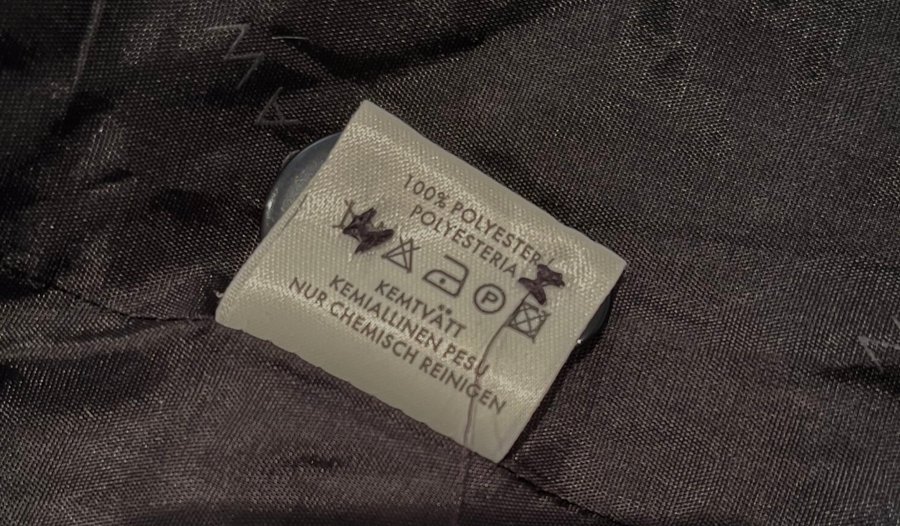 100% POLYESTER /
POLYESTERIA
P
KEMTVÄTT
KEMIALLINEN PESU
NUR CHEMISCH REINIGEN